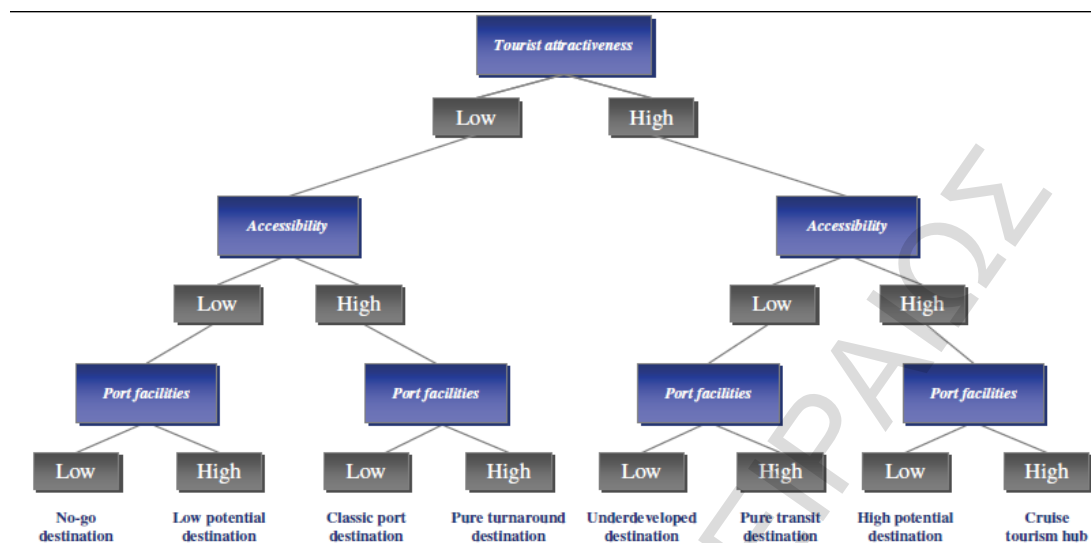 Tourist attractiveness
Low High
Accessibility Accessibility
Low High Low High
Port facilities Port facilities Port facilities Port facilities
Low High Low High Low High Low High
No-go Low potential Classic port Pure turnaround Underdeveloped Pure transit High potential Cruise
destination destination destination destination destination destination destination tourism hub
ΕΙΡΑΙΩΣ